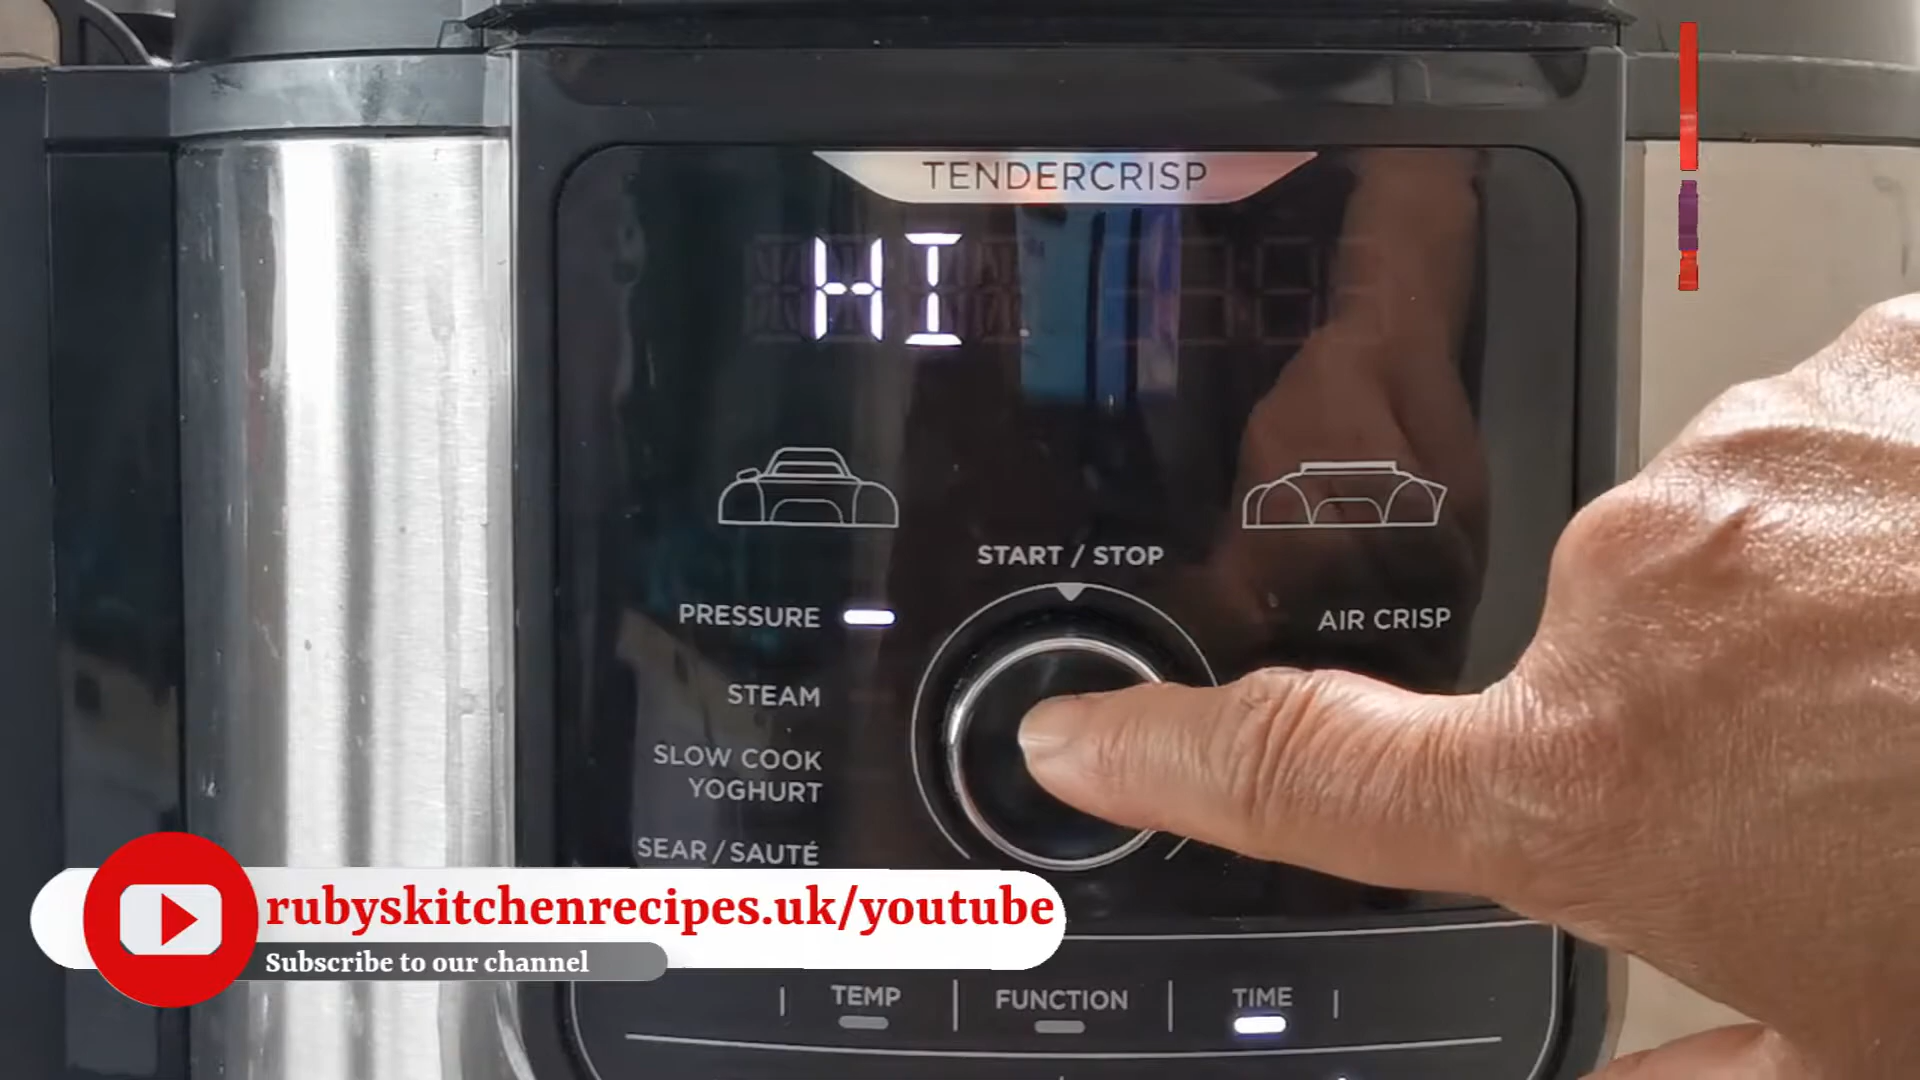 TENDERCRISP
HI
START / STOP
PRESSURE
AIR CRISP
STEAM
SLOW COOK
YOGHURT
SEAR / SAUTÉ
rubyskitchenrecipes.uk/youtube
Subscribe to our channel
TEMP
FUNCTION
TIME